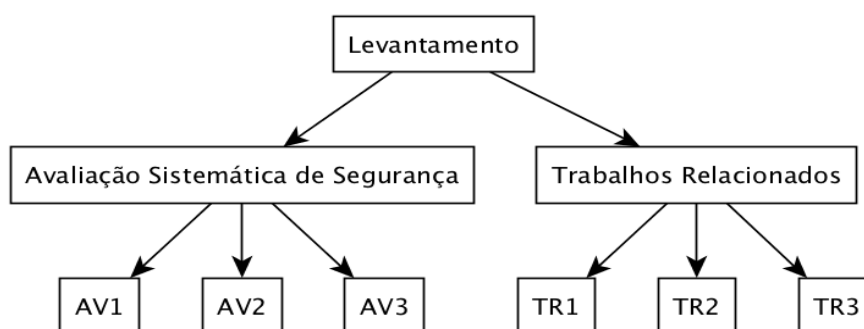 Levantamento
Avaliação Sistemática de Segurança
Trabalhos Relacionados
AV1
AV2
AV3
TR1
TR2
TR3